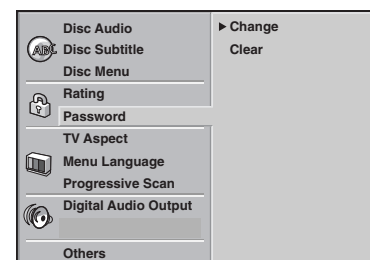 Disc Audio
ABC Disc Subtitle
Disc Menu
Rating
Password
TV Aspect
Menu Language
Progressive Scan
Digital Audio Output
Others
Change
Clear